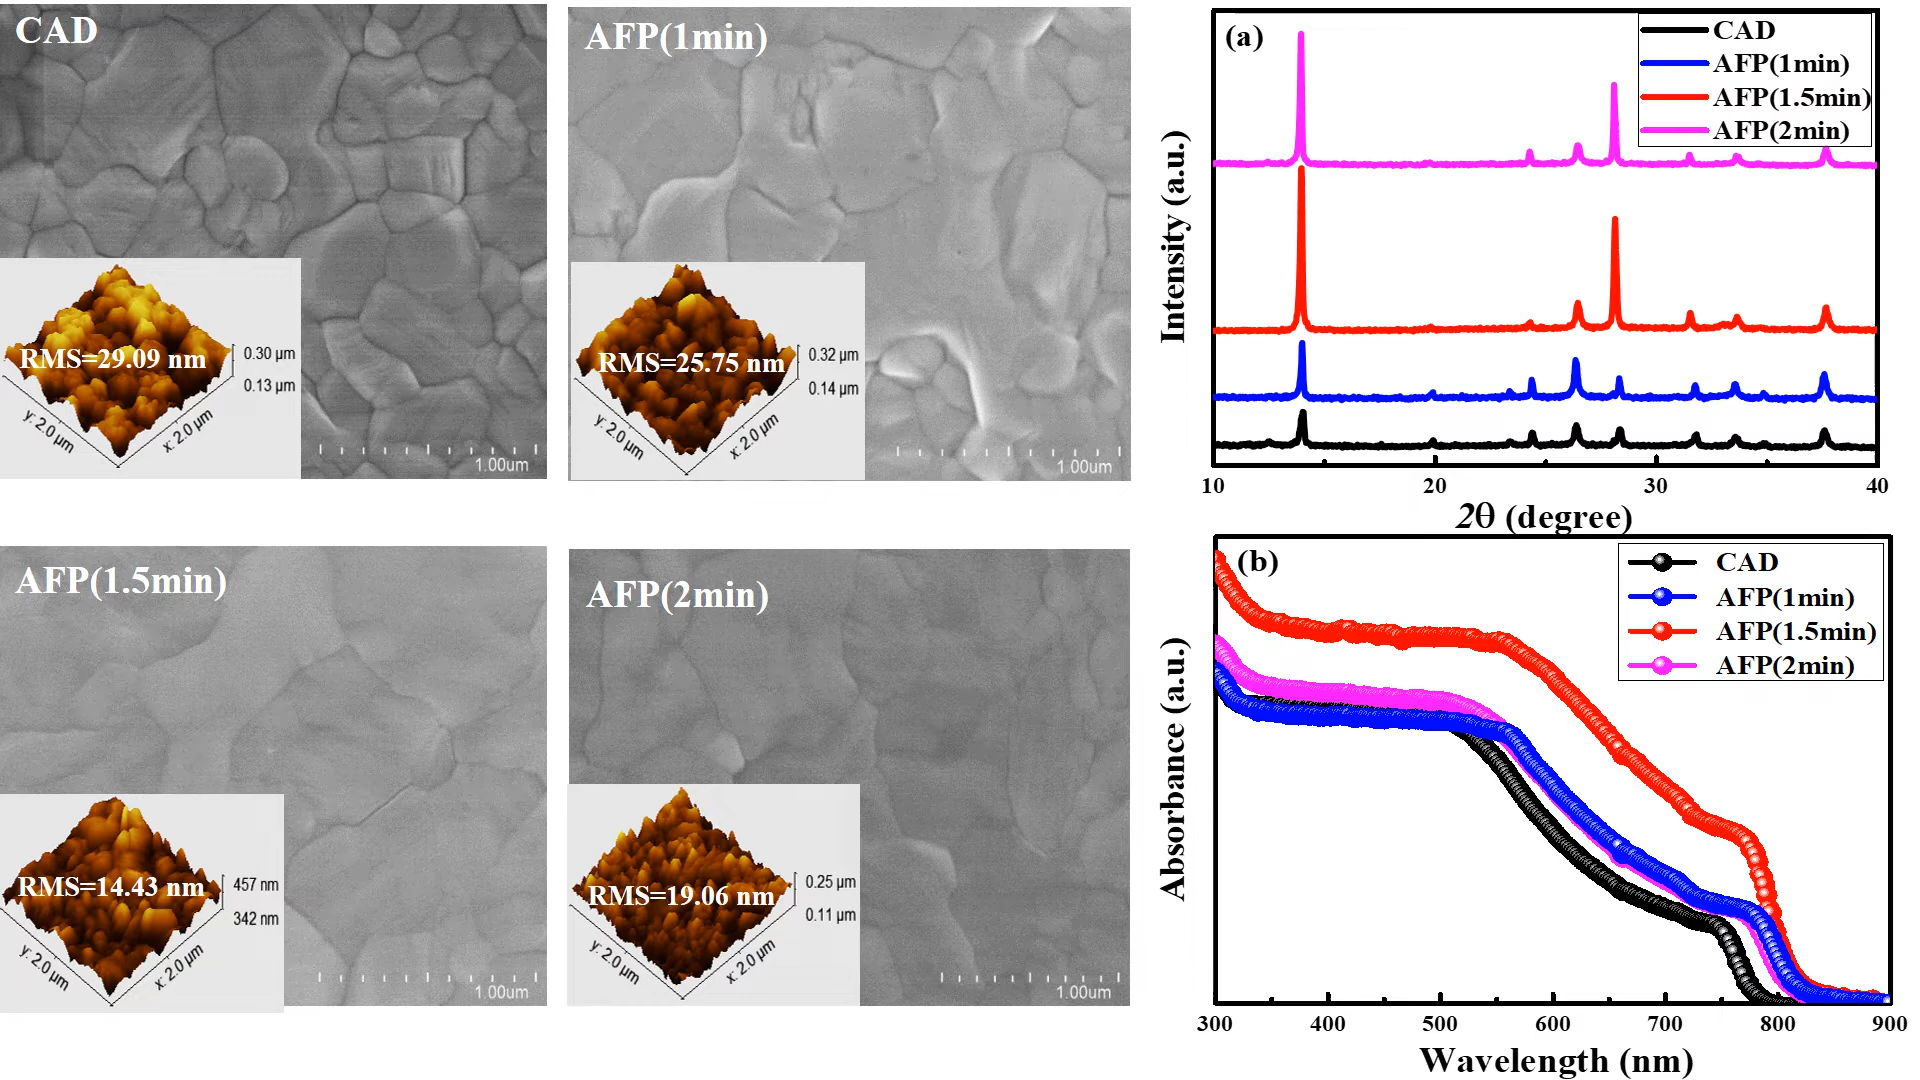 CAD
RMS=29.09 nm
0.30 μm
0.13 μm
y: 2.0 μm
x: 2.0 μm
1.00um
AFP(1min)
RMS=25.75 nm
0.32 μm
0.14 μm
y: 2.0 μm
x: 2.0 μm
1.00um
AFP(1.5min)
RMS=14.43 nm
457 nm
342 nm
y: 2.0 μm
x: 2.0 μm
1.00um
AFP(2min)
RMS=19.06 nm
0.25 μm
0.11 μm
y: 2.0 μm
x: 2.0 μm
1.00um
(a)
CAD
AFP(1min)
AFP(1.5min)
AFP(2min)
Intensity (a.u.)
10 20 30 40
2θ (degree)
(b)
CAD
AFP(1min)
AFP(1.5min)
AFP(2min)
Absorbance (a.u.)
300 400 500 600 700 800 900
Wavelength (nm)